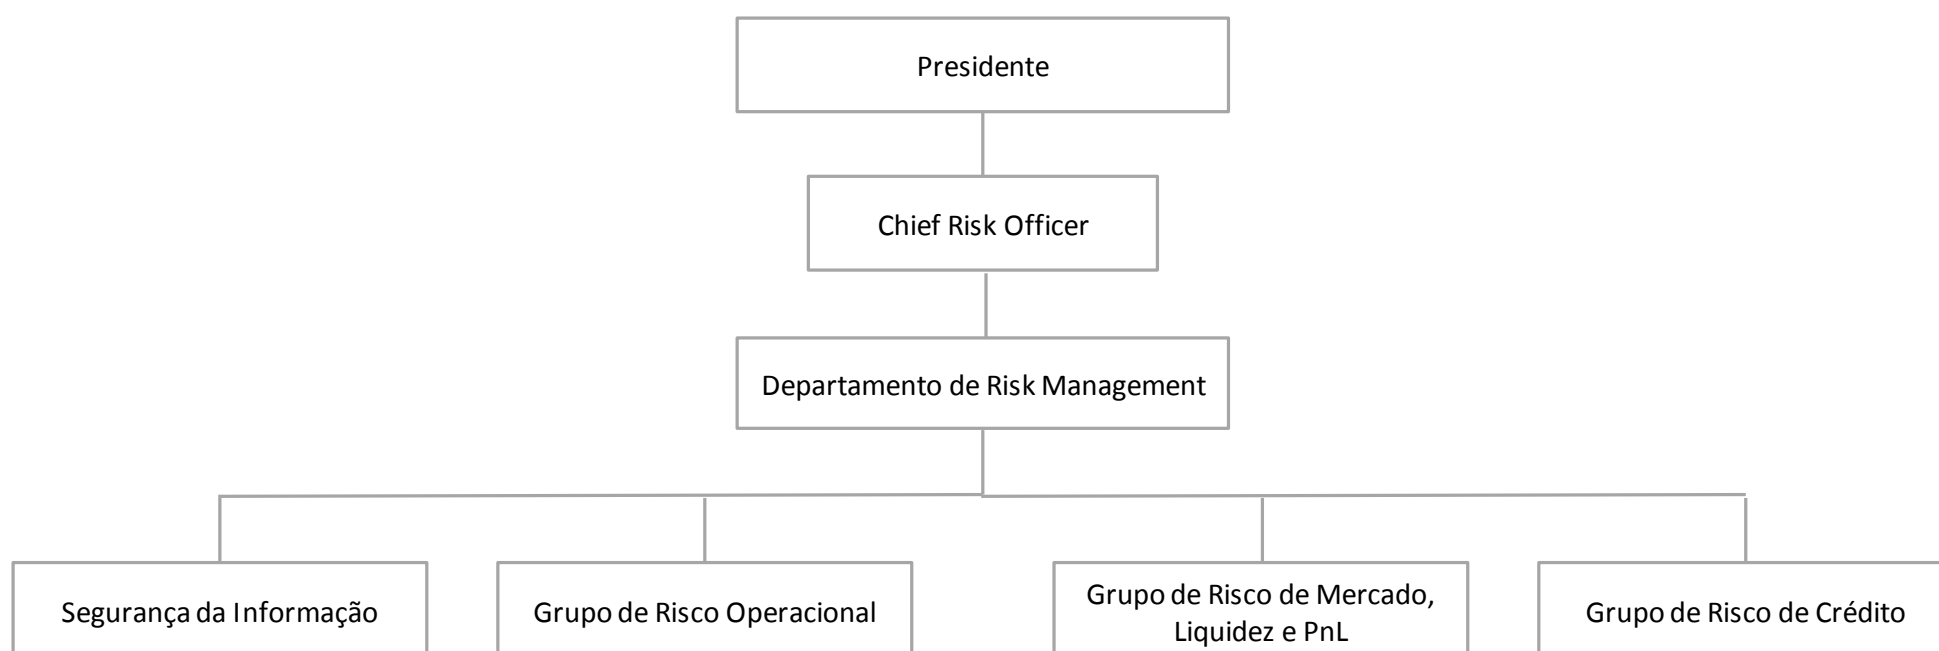 Presidente
Chief Risk Officer
Departamento de Risk Management
Segurança da Informação
Grupo de Risco Operacional
Grupo de Risco de Mercado,
Liquidez e PnL
Grupo de Risco de Crédito